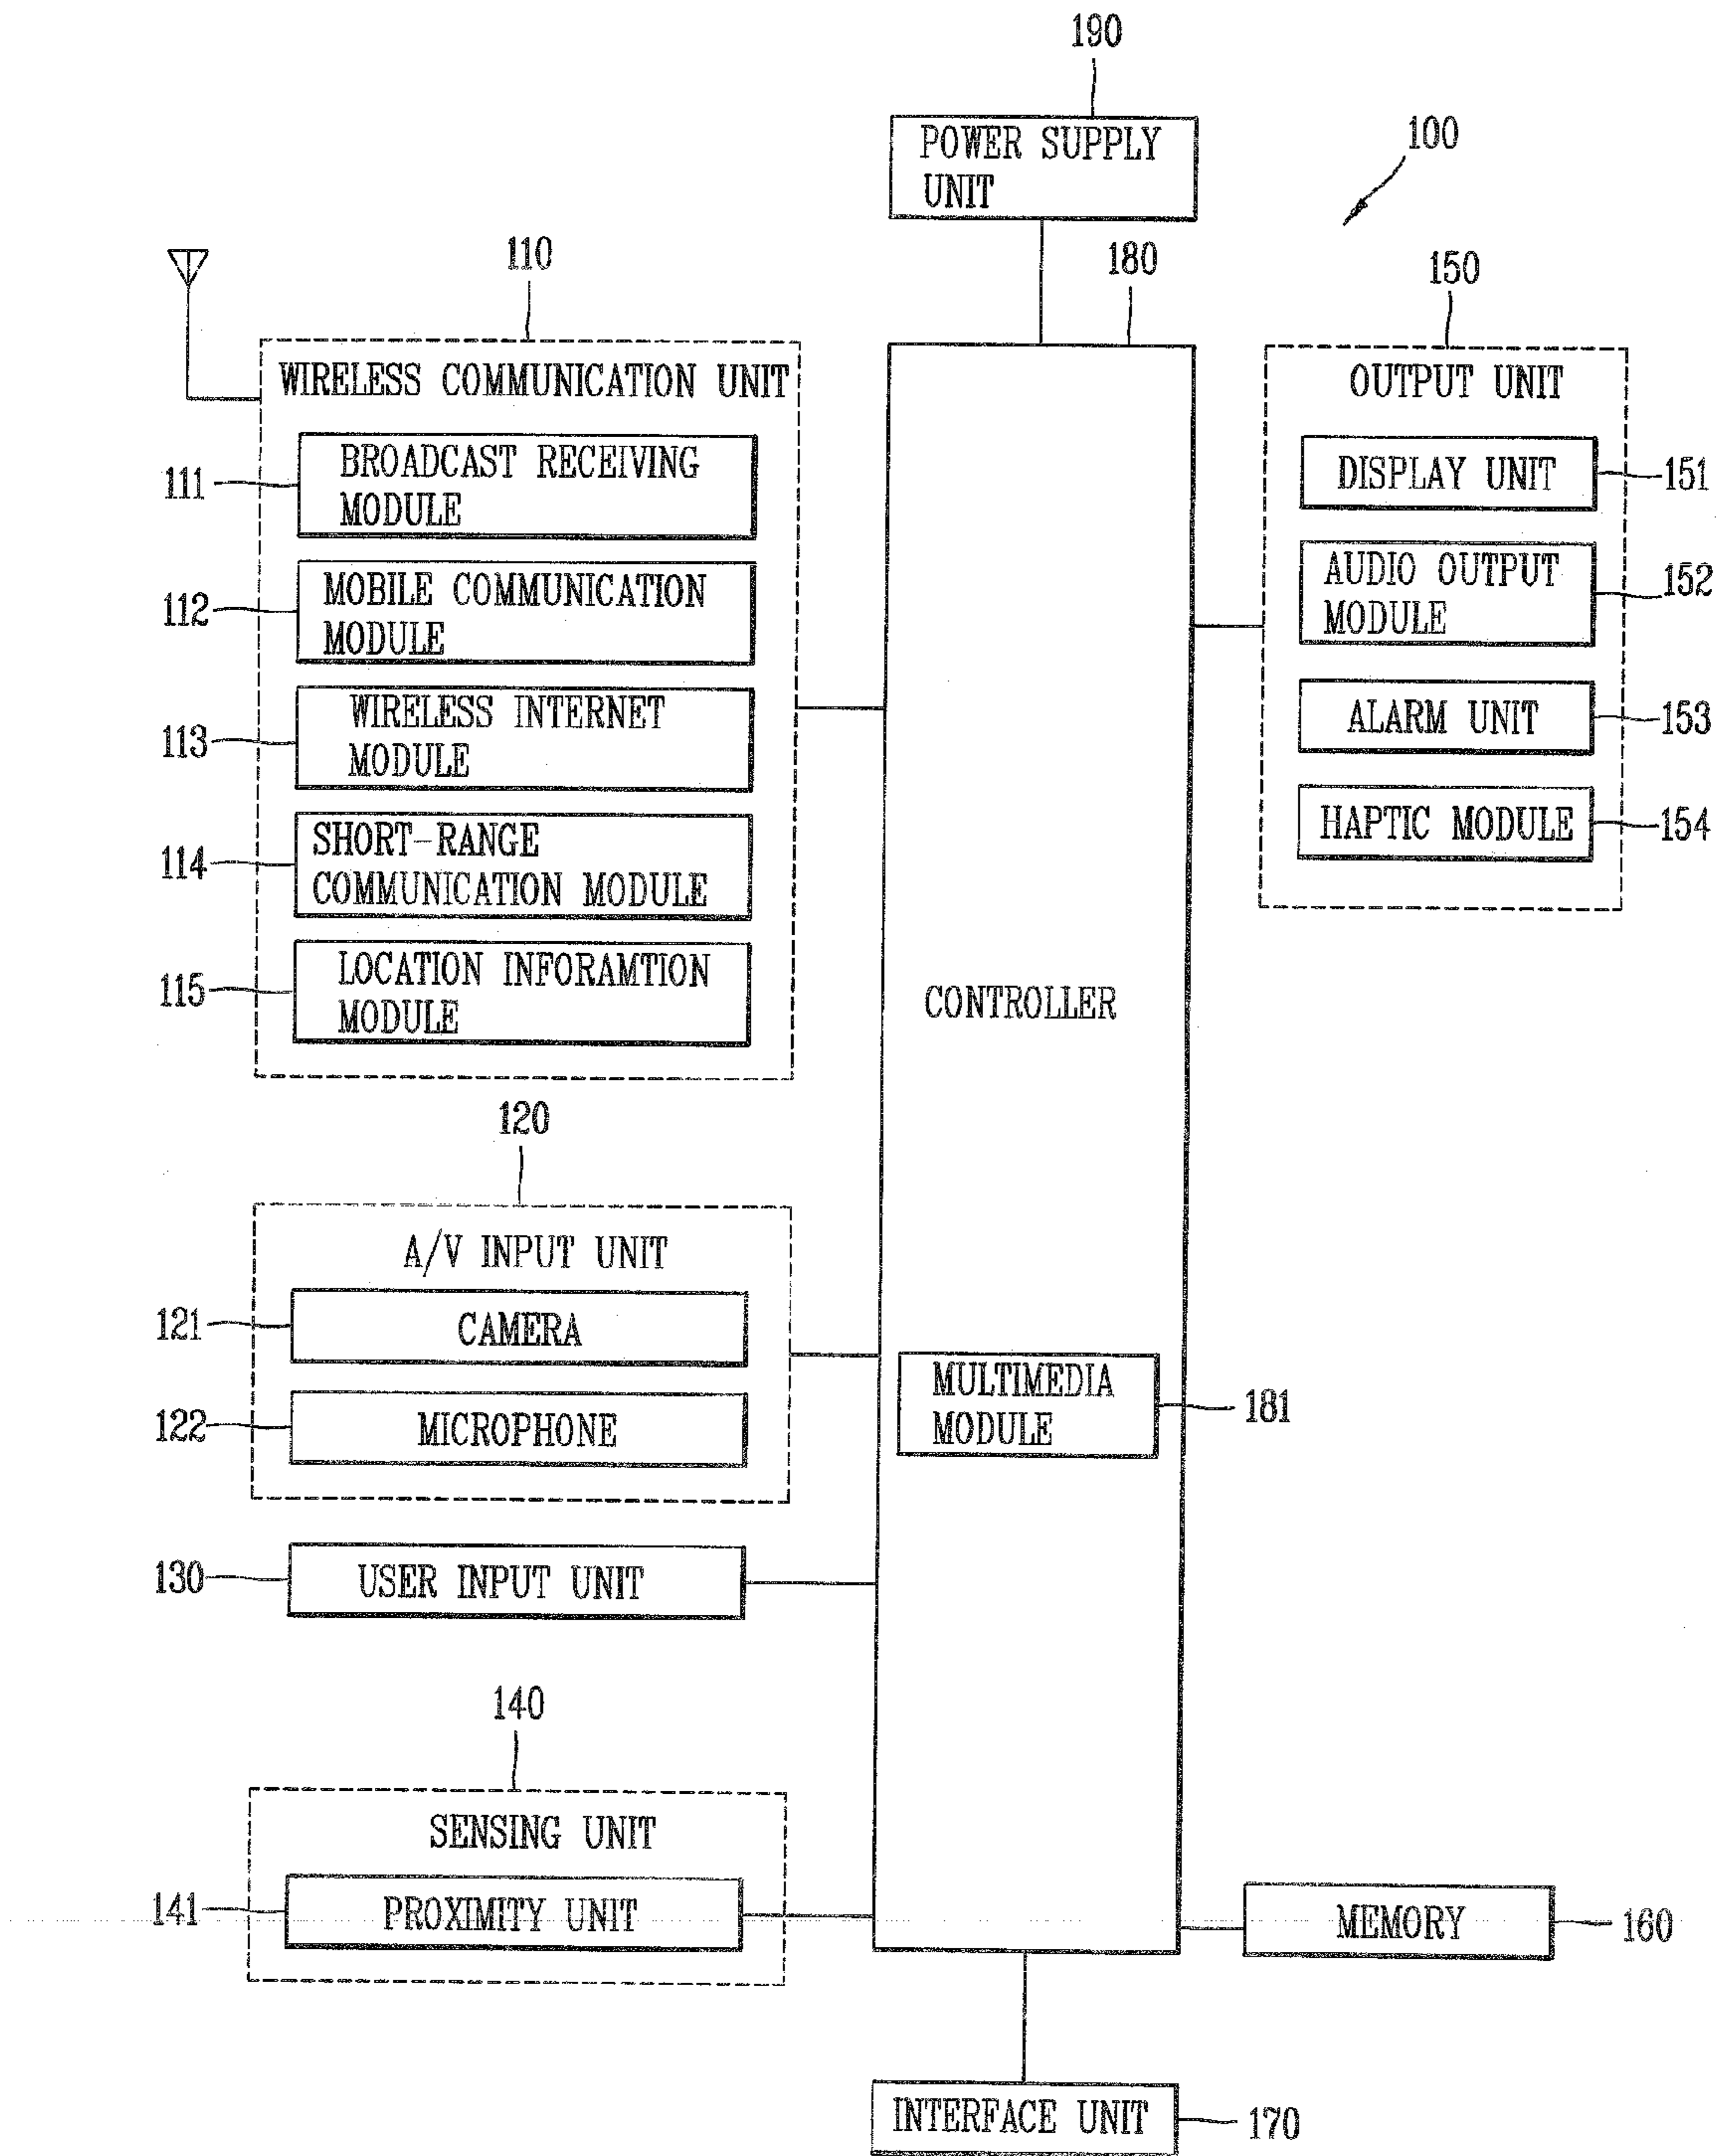 190
POWER SUPPLY
UNIT
100
110
180
150
WIRELESS COMMUNICATION UNIT
111
BROADCAST RECEIVING
MODULE
112
MOBILE COMMUNICATION
MODULE
113
WIRELESS INTERNET
MODULE
114
SHORT-RANGE
COMMUNICATION MODULE
115
LOCATION INFORAMTION
MODULE
OUTPUT UNIT
DISPLAY UNIT
151
AUDIO OUTPUT
MODULE
152
ALARM UNIT
153
HAPTIC MODULE
154
CONTROLLER
120
A/V INPUT UNIT
121
CAMERA
122
MICROPHONE
MULTIMEDIA
MODULE
181
130
USER INPUT UNIT
140
SENSING UNIT
141
PROXIMITY UNIT
MEMORY
160
INTERFACE UNIT
170